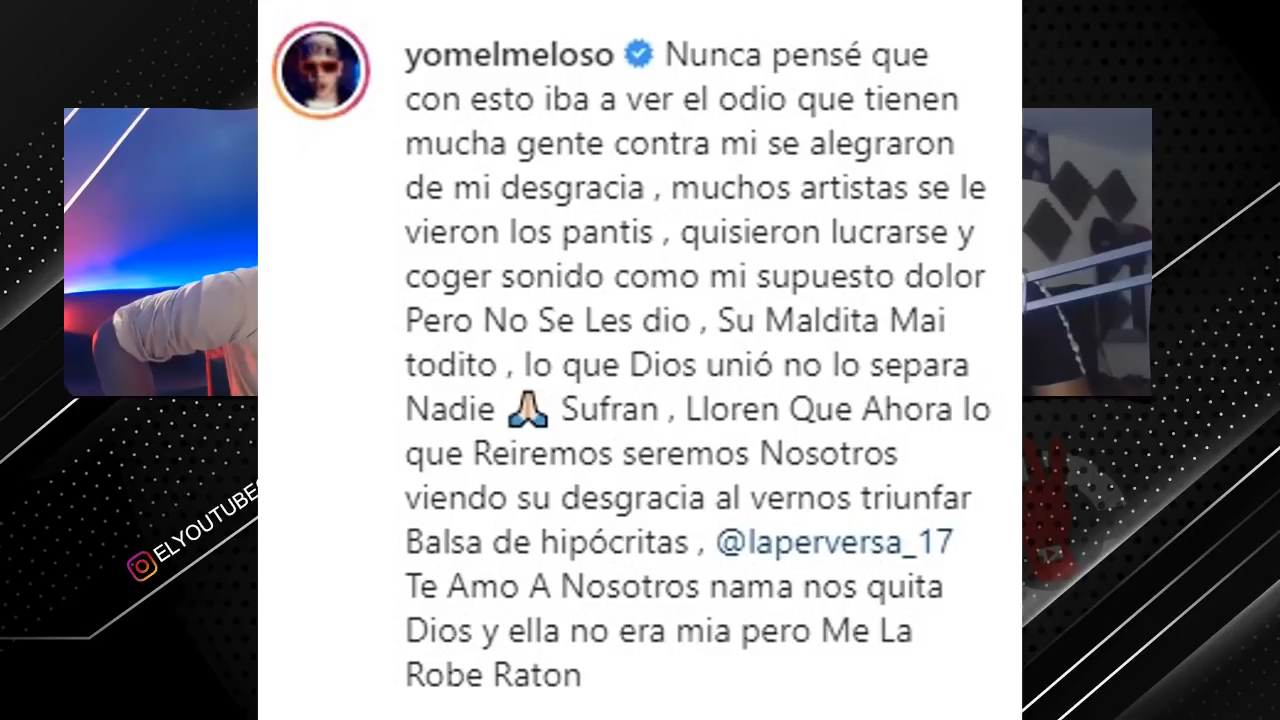 yomelmeloso Nunca pensé que
con esto iba a ver el odio que tienen
mucha gente contra mi se alegraron
de mi desgracia , muchos artistas se le
vieron los pantis , quisieron lucrarse y
coger sonido como mi supuesto dolor
Pero No Se Les dio , Su Maldita Mai
todito , lo que Dios unió no lo separa
Nadie 🙏🏻 Sufran , Lloren Que Ahora lo
que Reiremos seremos Nosotros
viendo su desgracia al vernos triunfar
Balsa de hipócritas , @laperversa_17
Te Amo A Nosotros nama nos quita
Dios y ella no era mia pero Me La
Robe Raton